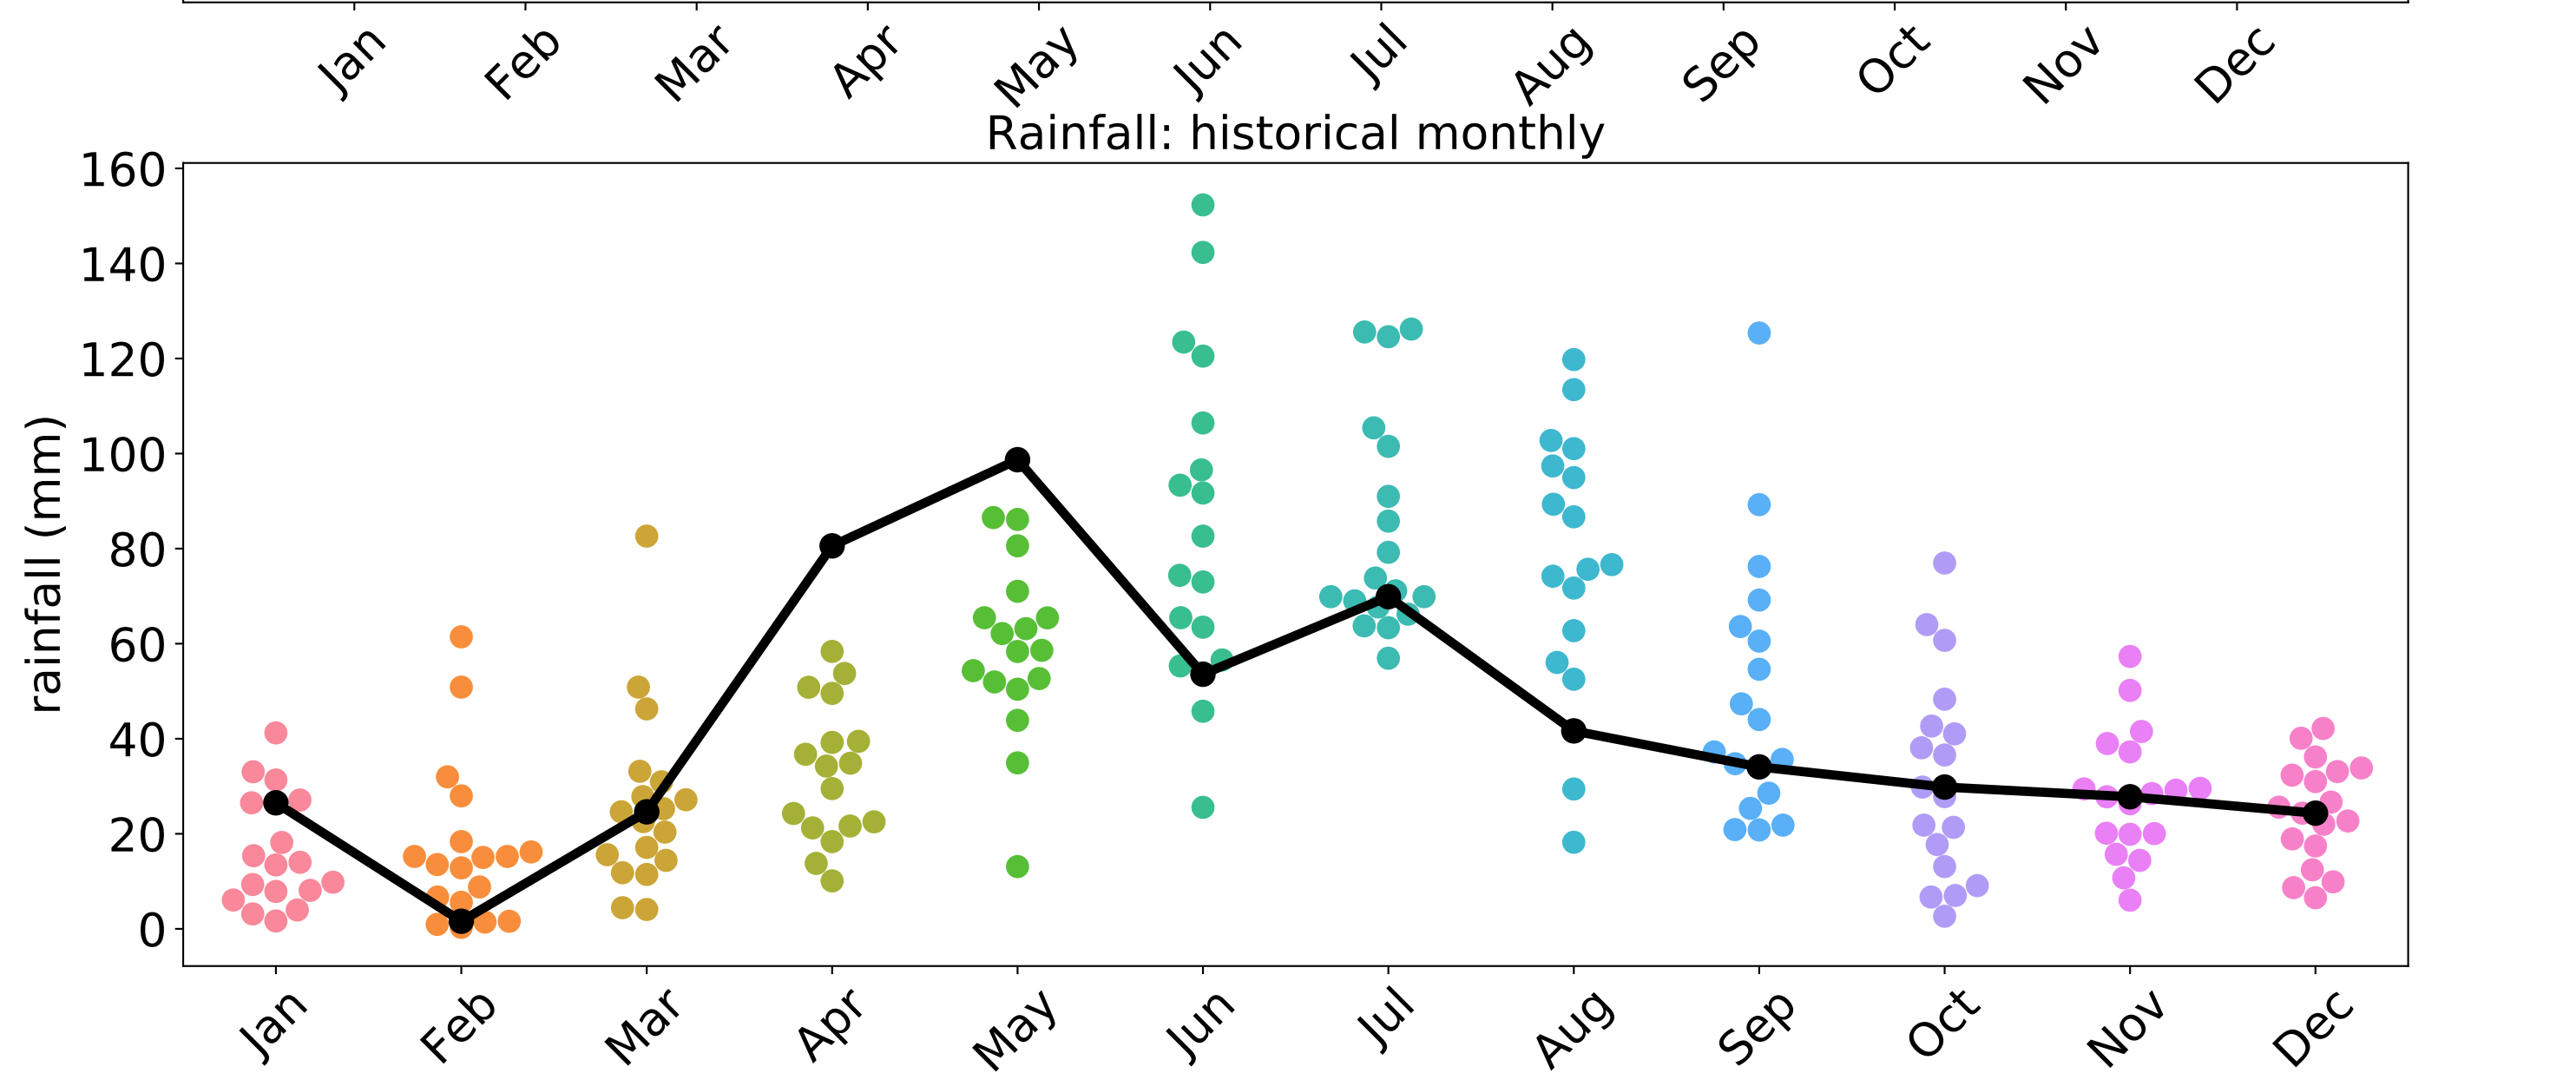 Jan Feb Mar Apr May Jun Jul Aug Sep Oct Nov Dec
Rainfall: historical monthly
rainfall (mm)
160
140
120
100
80
60
40
20
0
Jan Feb Mar Apr May Jun Jul Aug Sep Oct Nov Dec